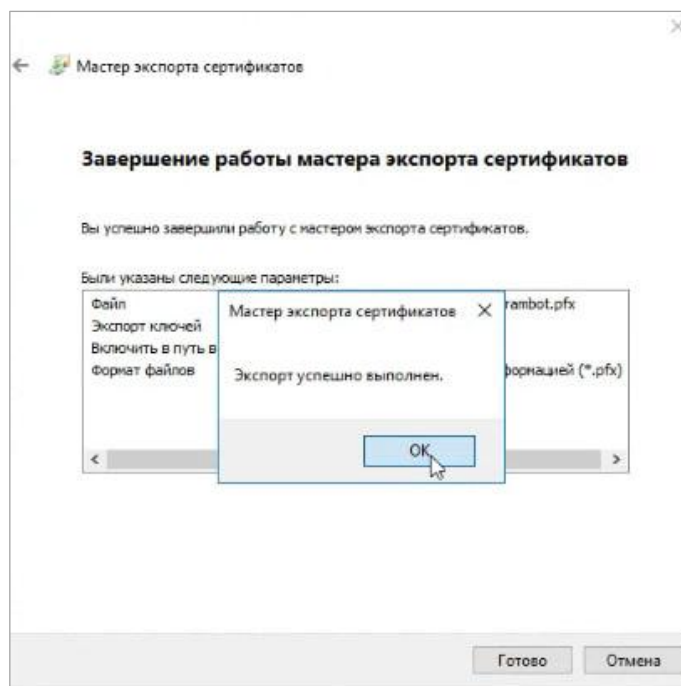 Мастер экспорта сертификатов
Завершение работы мастера экспорта сертификатов
Вы успешно завершили работу с мастером экспорта сертификатов.
Были указаны следующие параметры:
Файл
rambot.pfx
Экспорт ключей
Включить в путь в
Формат файлов
формацией (*.pfx)
Мастер экспорта сертификатов
Экспорт успешно выполнен.
OK
Готово
Отмена